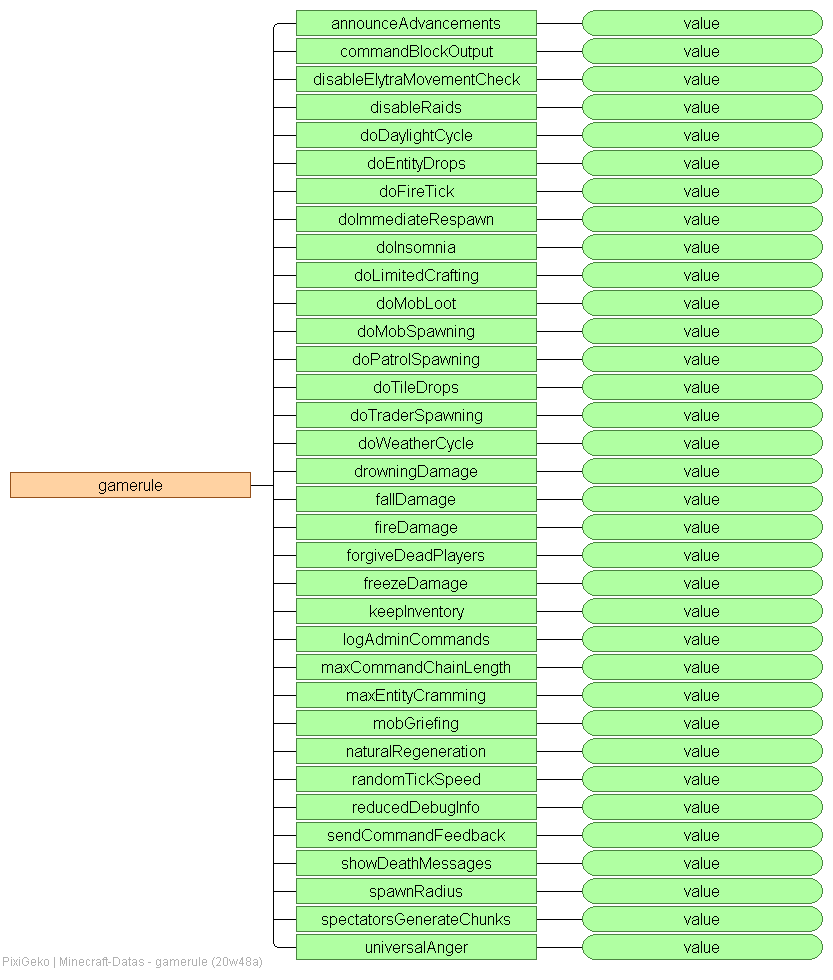 announceAdvancements value
commandBlockOutput value
disableElytraMovementCheck value
disableRaids value
doDaylightCycle value
doEntityDrops value
doFireTick value
doImmediateRespawn value
doInsomnia value
doLimitedCrafting value
doMobLoot value
doMobSpawning value
doPatrolSpawning value
doTileDrops value
doTraderSpawning value
doWeatherCycle value
drowningDamage value
gamerule
fallDamage value
fireDamage value
forgiveDeadPlayers value
freezeDamage value
keepInventory value
logAdminCommands value
maxCommandChainLength value
maxEntityCramming value
mobGriefing value
naturalRegeneration value
randomTickSpeed value
reducedDebugInfo value
sendCommandFeedback value
showDeathMessages value
spawnRadius value
spectatorsGenerateChunks value
universalAnger value
PixiGeko | Minecraft-Datas - gamerule (20w48a)